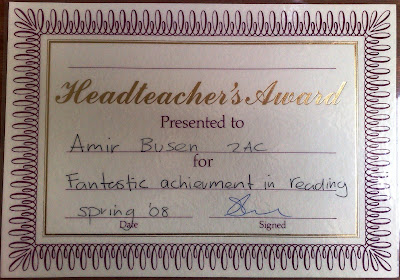 Headteacher's Award
Presented to
Amir Busen 2AC
for
Fantastic achievment in reading
spring '08
Date Signed